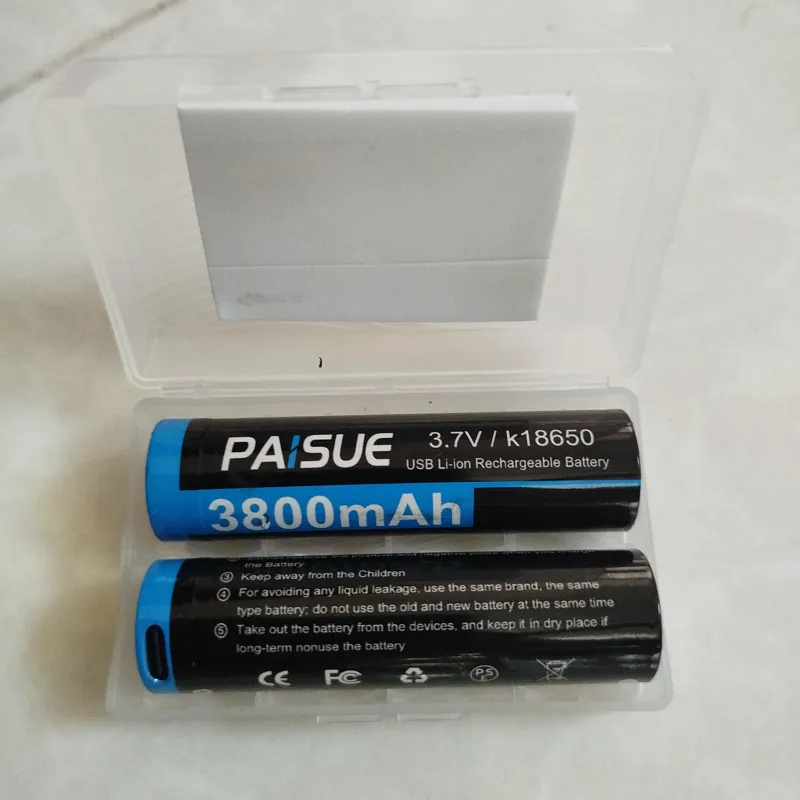 PAISUE
3.7V / k18650
USB Li-ion Rechargeable Battery
3800mAh
the Battery
③ Keep away from the Children
④ For avoiding any liquid leakage, use the same brand, the same
type battery; do not use the old and new battery at the same time
⑤ Take out the battery from the devices, and keep it in dry place if
long-term nonuse the battery
CE FC PS E